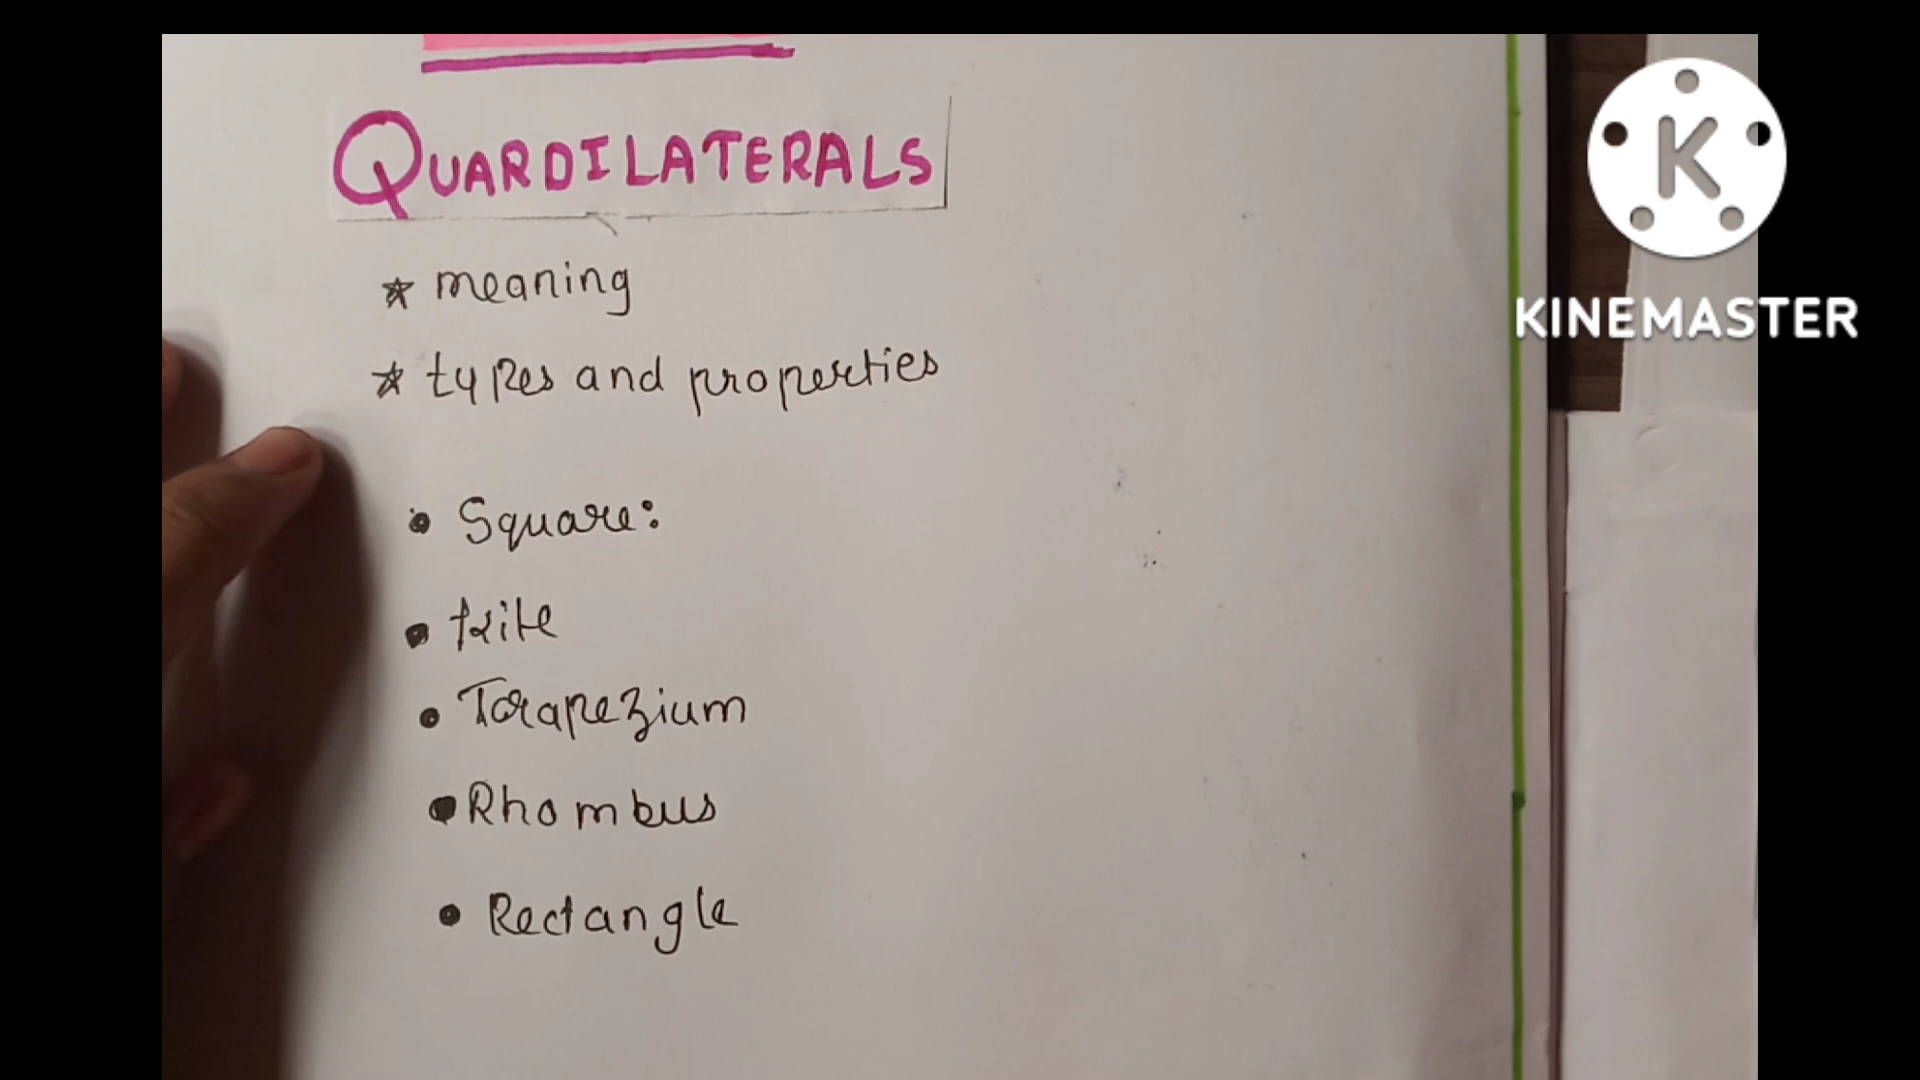 QUARDILATERALS
* meaning
* types and properties
• Square:
• kite
• Trapezium
• Rhombus
• Rectangle
K
KINEMASTER